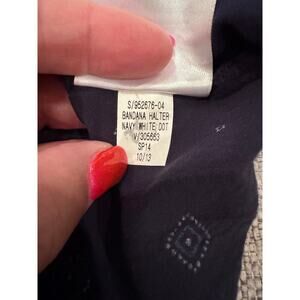 S/952676-04
BANDANA HALTER
NAVY WHITE DOT
V/305663
SP14
10/13